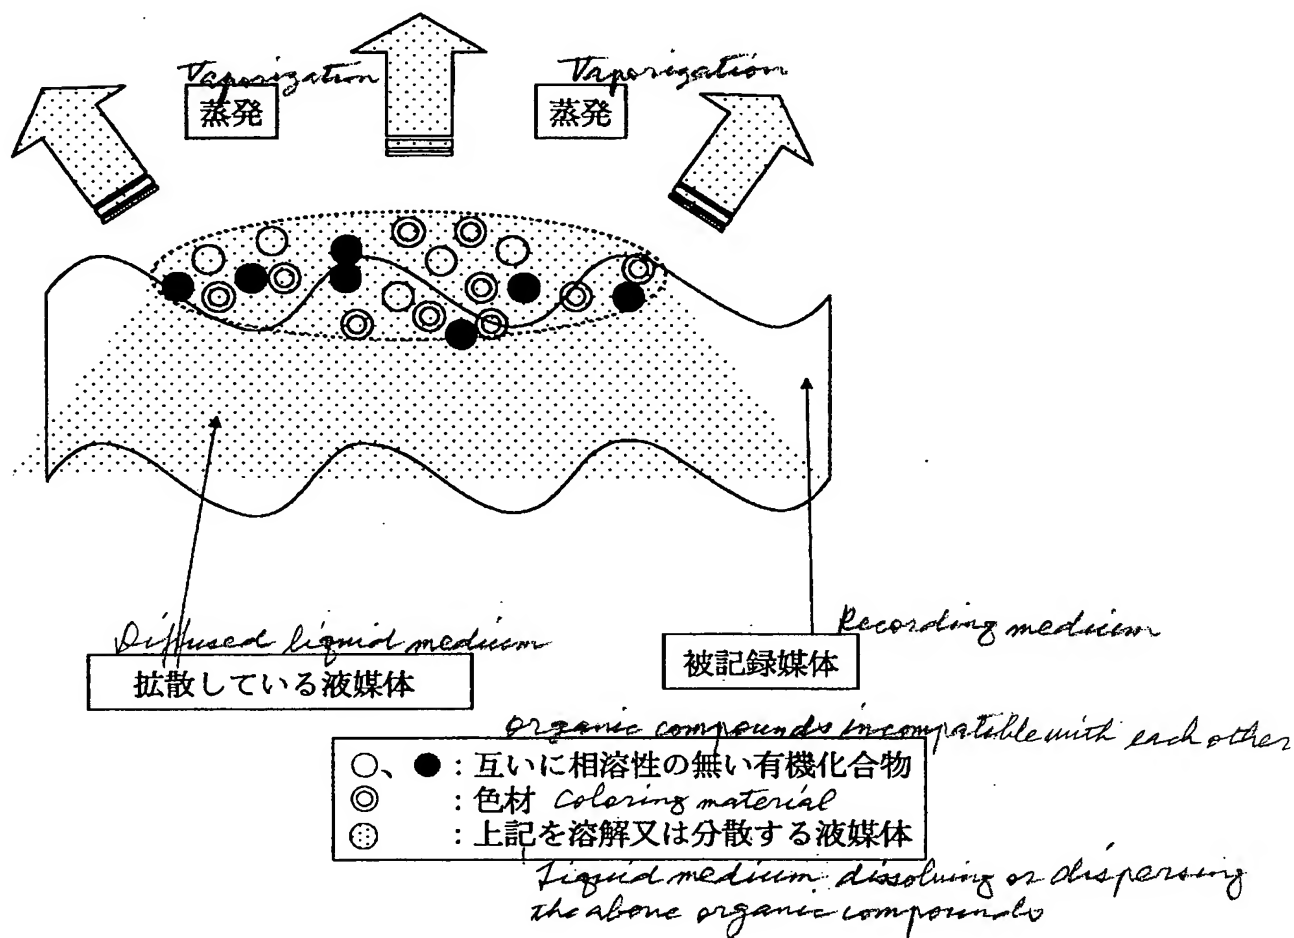 Vaporization
Vaporization
蒸発
蒸発
Diffused liquid medium
Recording medium
拡散している液媒体
被記録媒体
organic compounds incompatible with each other
○、●：互いに相溶性の無い有機化合物
◎：色材 Coloring material
：上記を溶解又は分散する液媒体
Liquid medium dissolving or dispersing
the above organic compounds